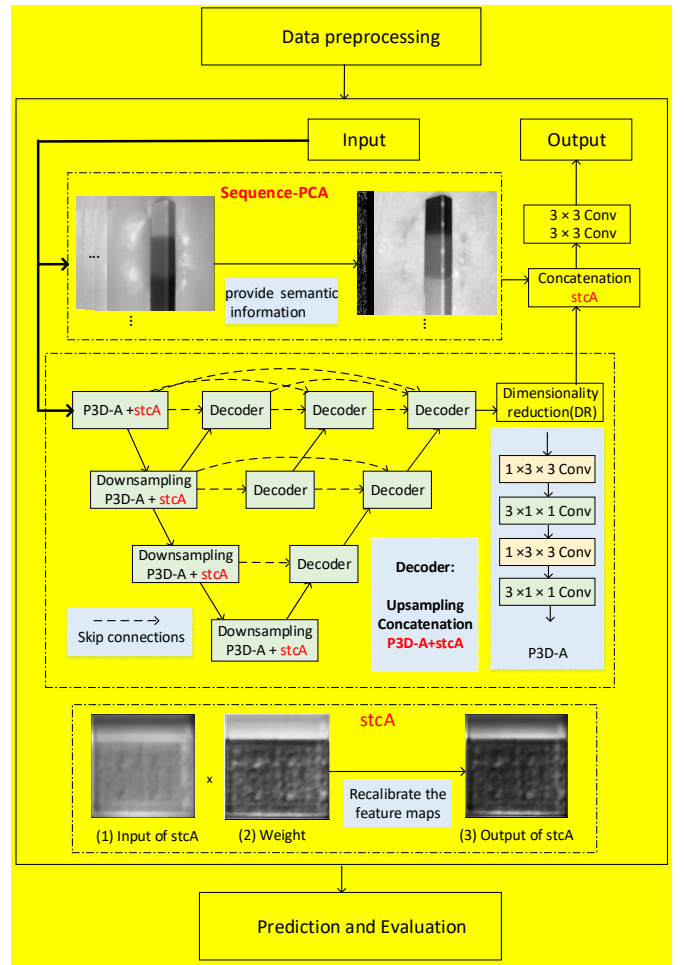 Data preprocessing
Input
Output
Sequence-PCA
...
provide semantic
information
...
...
3 × 3 Conv
3 × 3 Conv
Concatenation
stcA
P3D-A +stcA
Decoder
Decoder
Decoder
Dimensionality
reduction(DR)
Downsampling
P3D-A + stcA
Decoder
Decoder
Downsampling
P3D-A + stcA
Decoder
Downsampling
P3D-A + stcA
Skip connections
Decoder:
Upsampling
Concatenation
P3D-A+stcA
1 ×3 × 3 Conv
3 ×1 × 1 Conv
1 ×3 × 3 Conv
3 ×1 × 1 Conv
P3D-A
stcA
x
Recalibrate the
feature maps
(1) Input of stcA
(2) Weight
(3) Output of stcA
Prediction and Evaluation